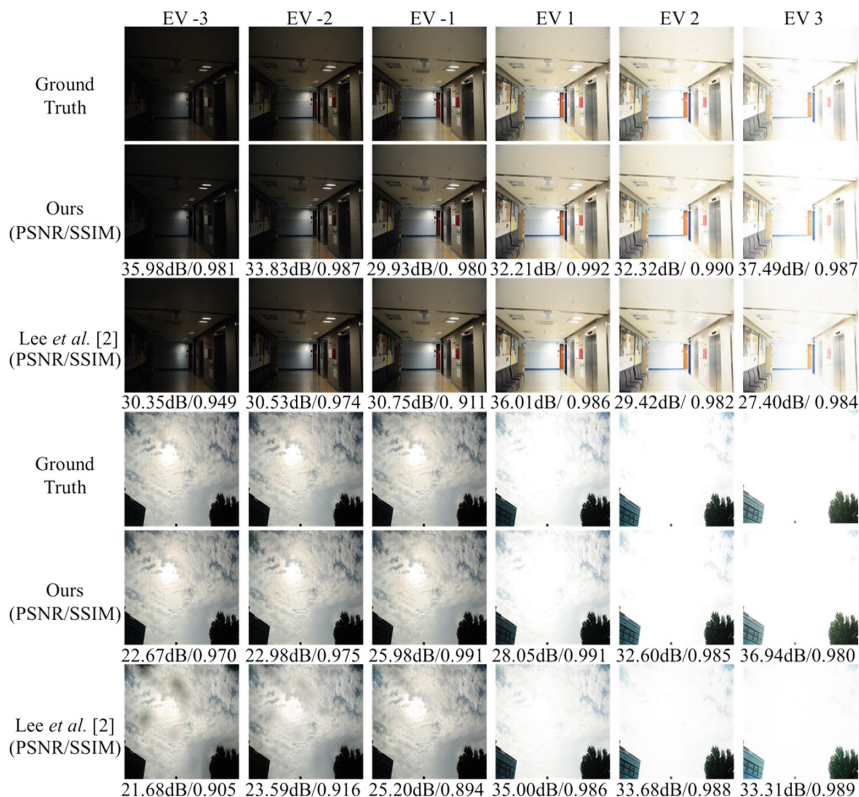 EV -3 EV -2 EV -1 EV 1 EV 2 EV 3
Ground
Truth
Ours
(PSNR/SSIM)
35.98dB/0.981 33.83dB/0.987 29.93dB/0. 980 32.21dB/ 0.992 32.32dB/ 0.990 37.49dB/ 0.987
Lee et al. [2]
(PSNR/SSIM)
30.35dB/0.949 30.53dB/0.974 30.75dB/0. 911 36.01dB/ 0.986 29.42dB/ 0.982 27.40dB/ 0.984
Ground
Truth
Ours
(PSNR/SSIM)
22.67dB/0.970 22.98dB/0.975 25.98dB/0.991 28.05dB/0.991 32.60dB/0.985 36.94dB/0.980
Lee et al. [2]
(PSNR/SSIM)
21.68dB/0.905 23.59dB/0.916 25.20dB/0.894 35.00dB/0.986 33.68dB/0.988 33.31dB/0.989